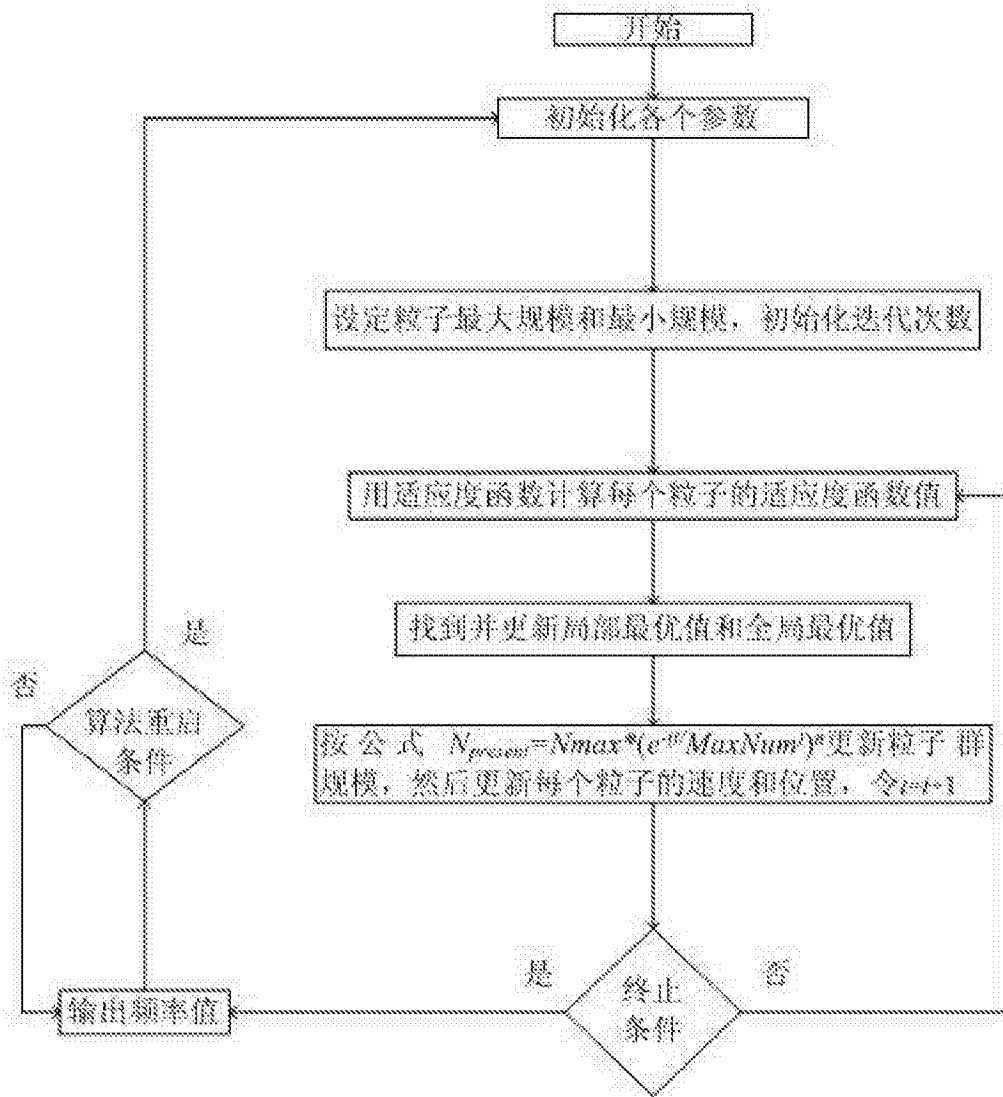 开始
初始化各个参数
设定粒子最大规模和最小规模，初始化迭代次数
用适应度函数计算每个粒子的适应度函数值
找到并更新局部最优值和全局最优值
是
否
算法重启
条件
按公式 Npresent=Nmax*( )更新粒子群
规模，然后更新每个粒子的速度和位置，令i=i+1
是
终止
条件
否
输出频率值